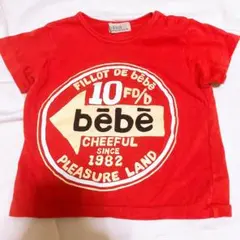 FILLOT DE bébé
10 FD/D
bēbē
CHEEFUL
SINCE
1982
PLEASURE LAND